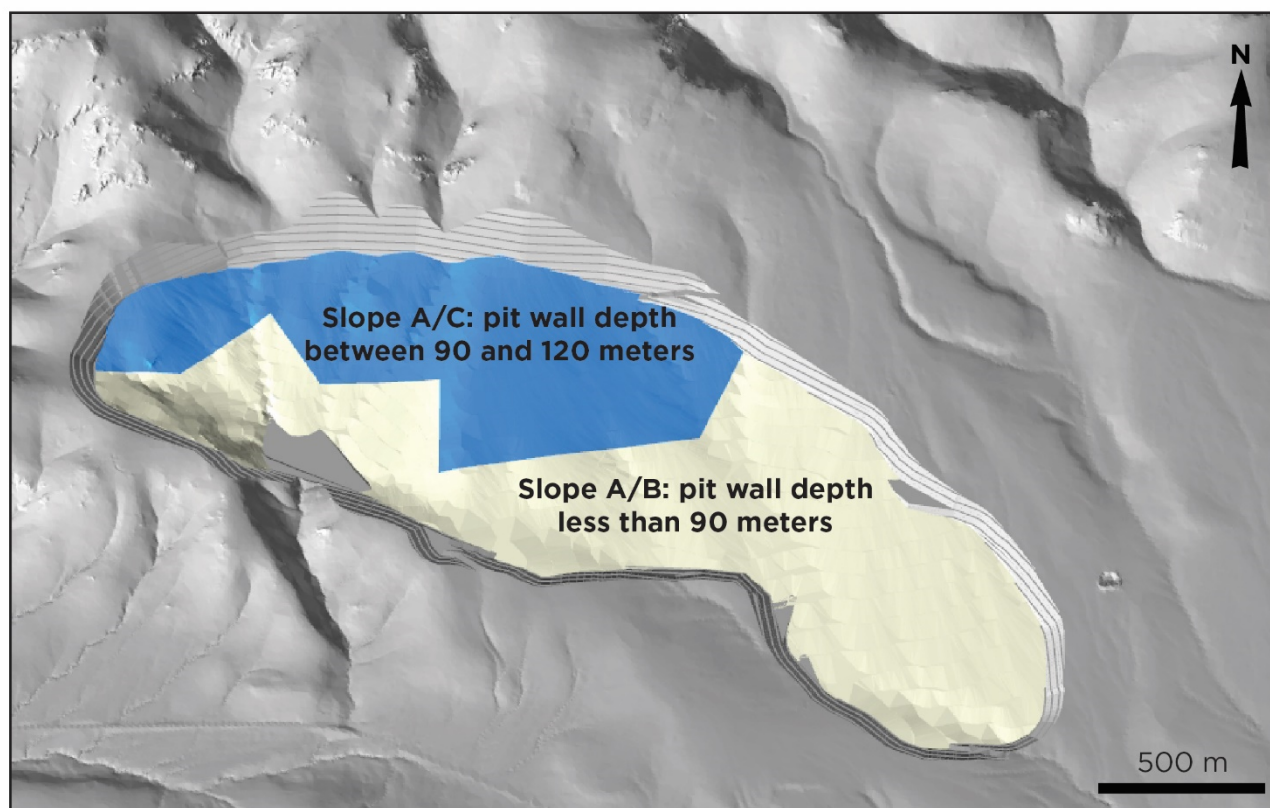 N
Slope A/C: pit wall depth
between 90 and 120 meters
Slope A/B: pit wall depth
less than 90 meters
500 m